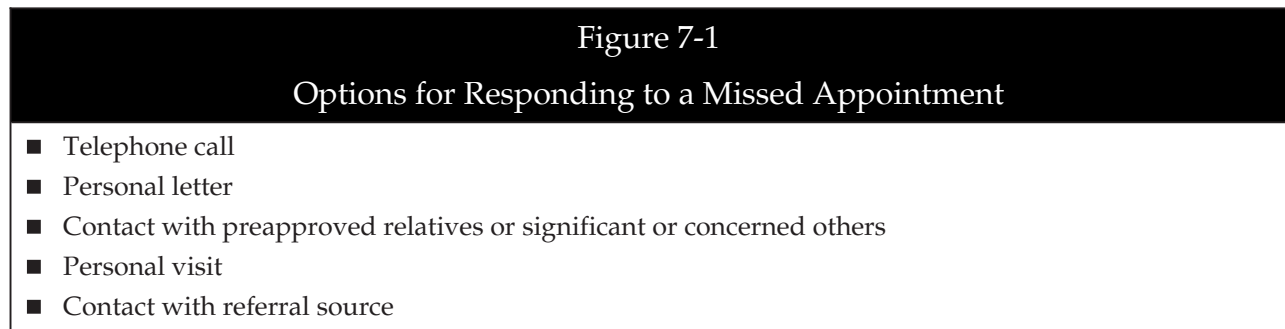 Figure 7-1
Options for Responding to a Missed Appointment
■ Telephone call
■ Personal letter
■ Contact with preapproved relatives or significant or concerned others
■ Personal visit
■ Contact with referral source